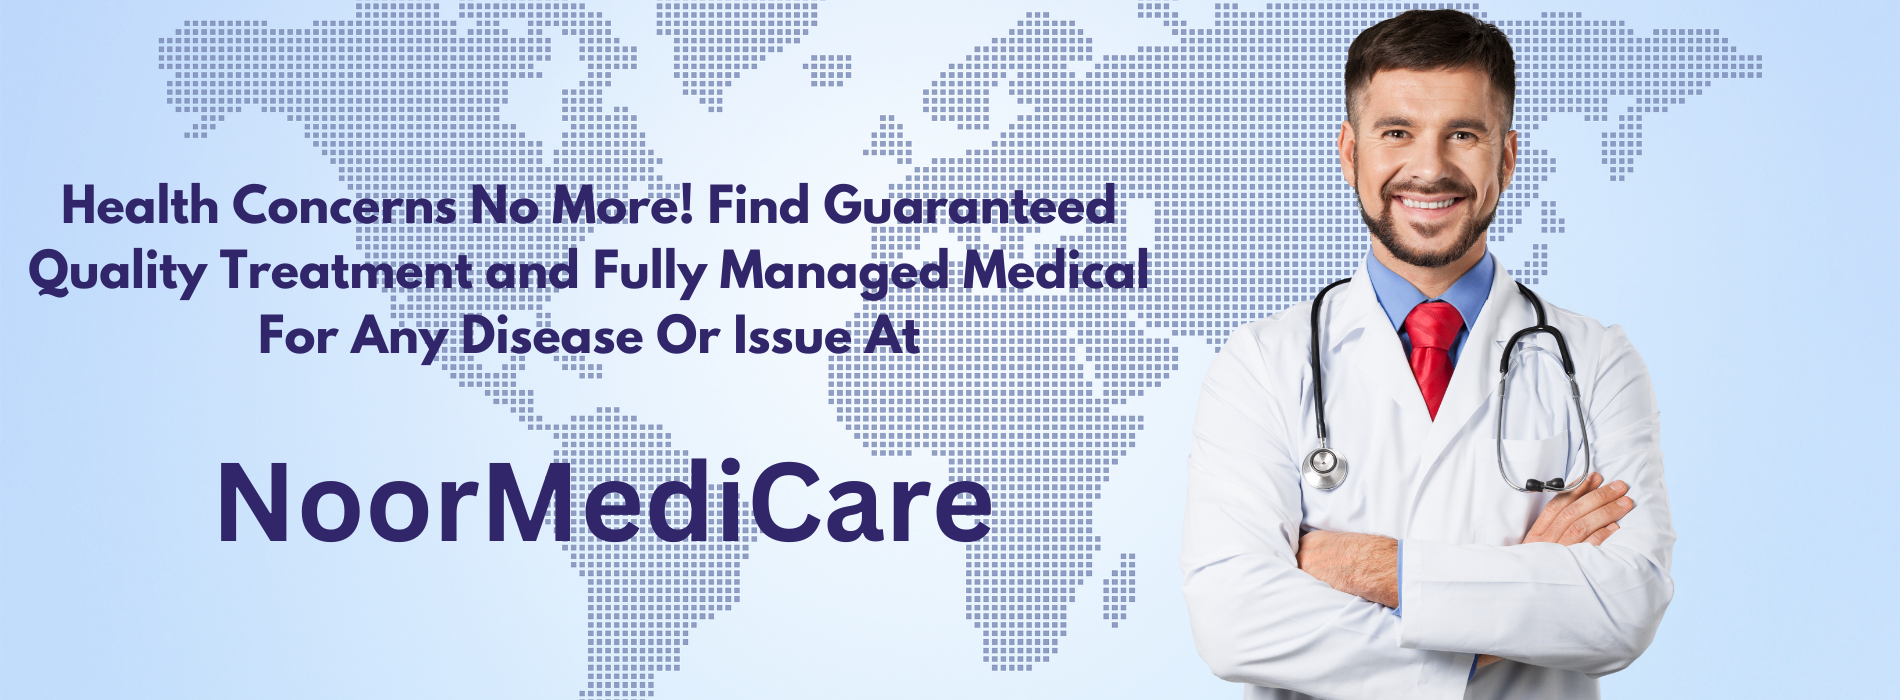 Health Concerns No More! Find Guaranteed
Quality Treatment and Fully Managed Medical
For Any Disease Or Issue At
NoorMediCare